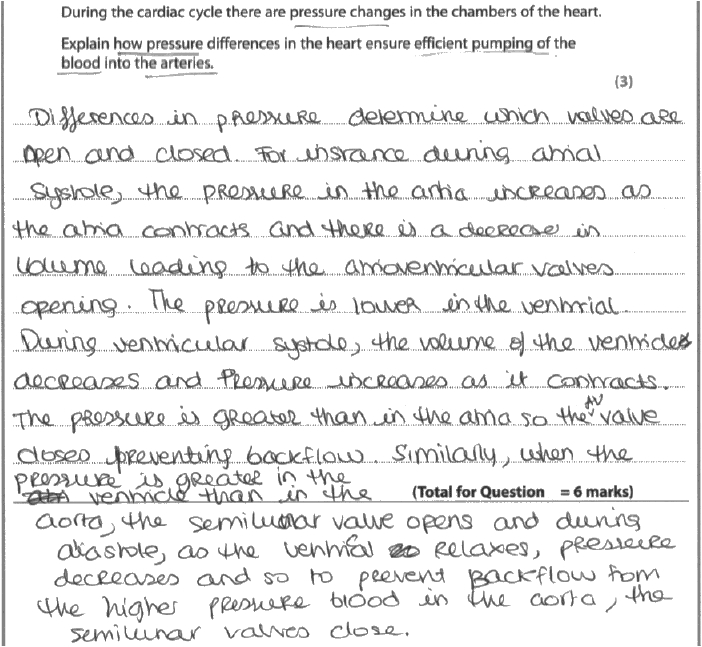 During the cardiac cycle there are pressure changes in the chambers of the heart.
Explain how pressure differences in the heart ensure efficient pumping of the
blood into the arteries.
(3)
Differences in pressure determine which valves are
open and closed. For instance during atrial
systole, the pressure in the artia increases as
the atria contracts and there is a decrease in
volume leading to the atrioventricular valves
opening. The pressure is lower in the ventrial.
During ventricular systole, the volume of the ventricles
decreases and pressure increases as it contracts.
The pressure is greater than in the atria so the AV valve
closes preventing backflow. Similarly, when the
pressure is greater in the
ventricle than in the (Total for Question = 6 marks)
aorta, the semilunar valve opens and during
diastole, as the ventrial relaxes, pressure
decreases and so to prevent backflow from
the higher pressure blood in the aorta, the
semilunar valves close.